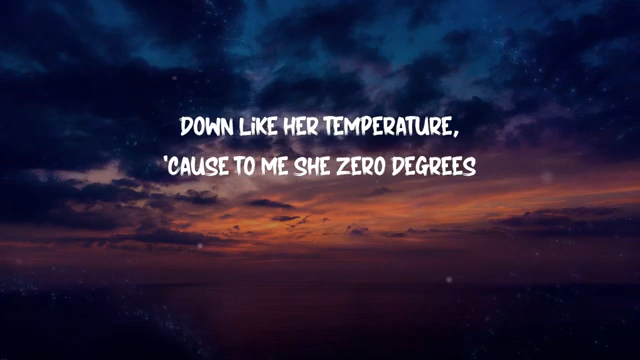 DOWN LiKE HER TEMPERATURE,
'CAUSE TO ME SHE ZERO DEGREES